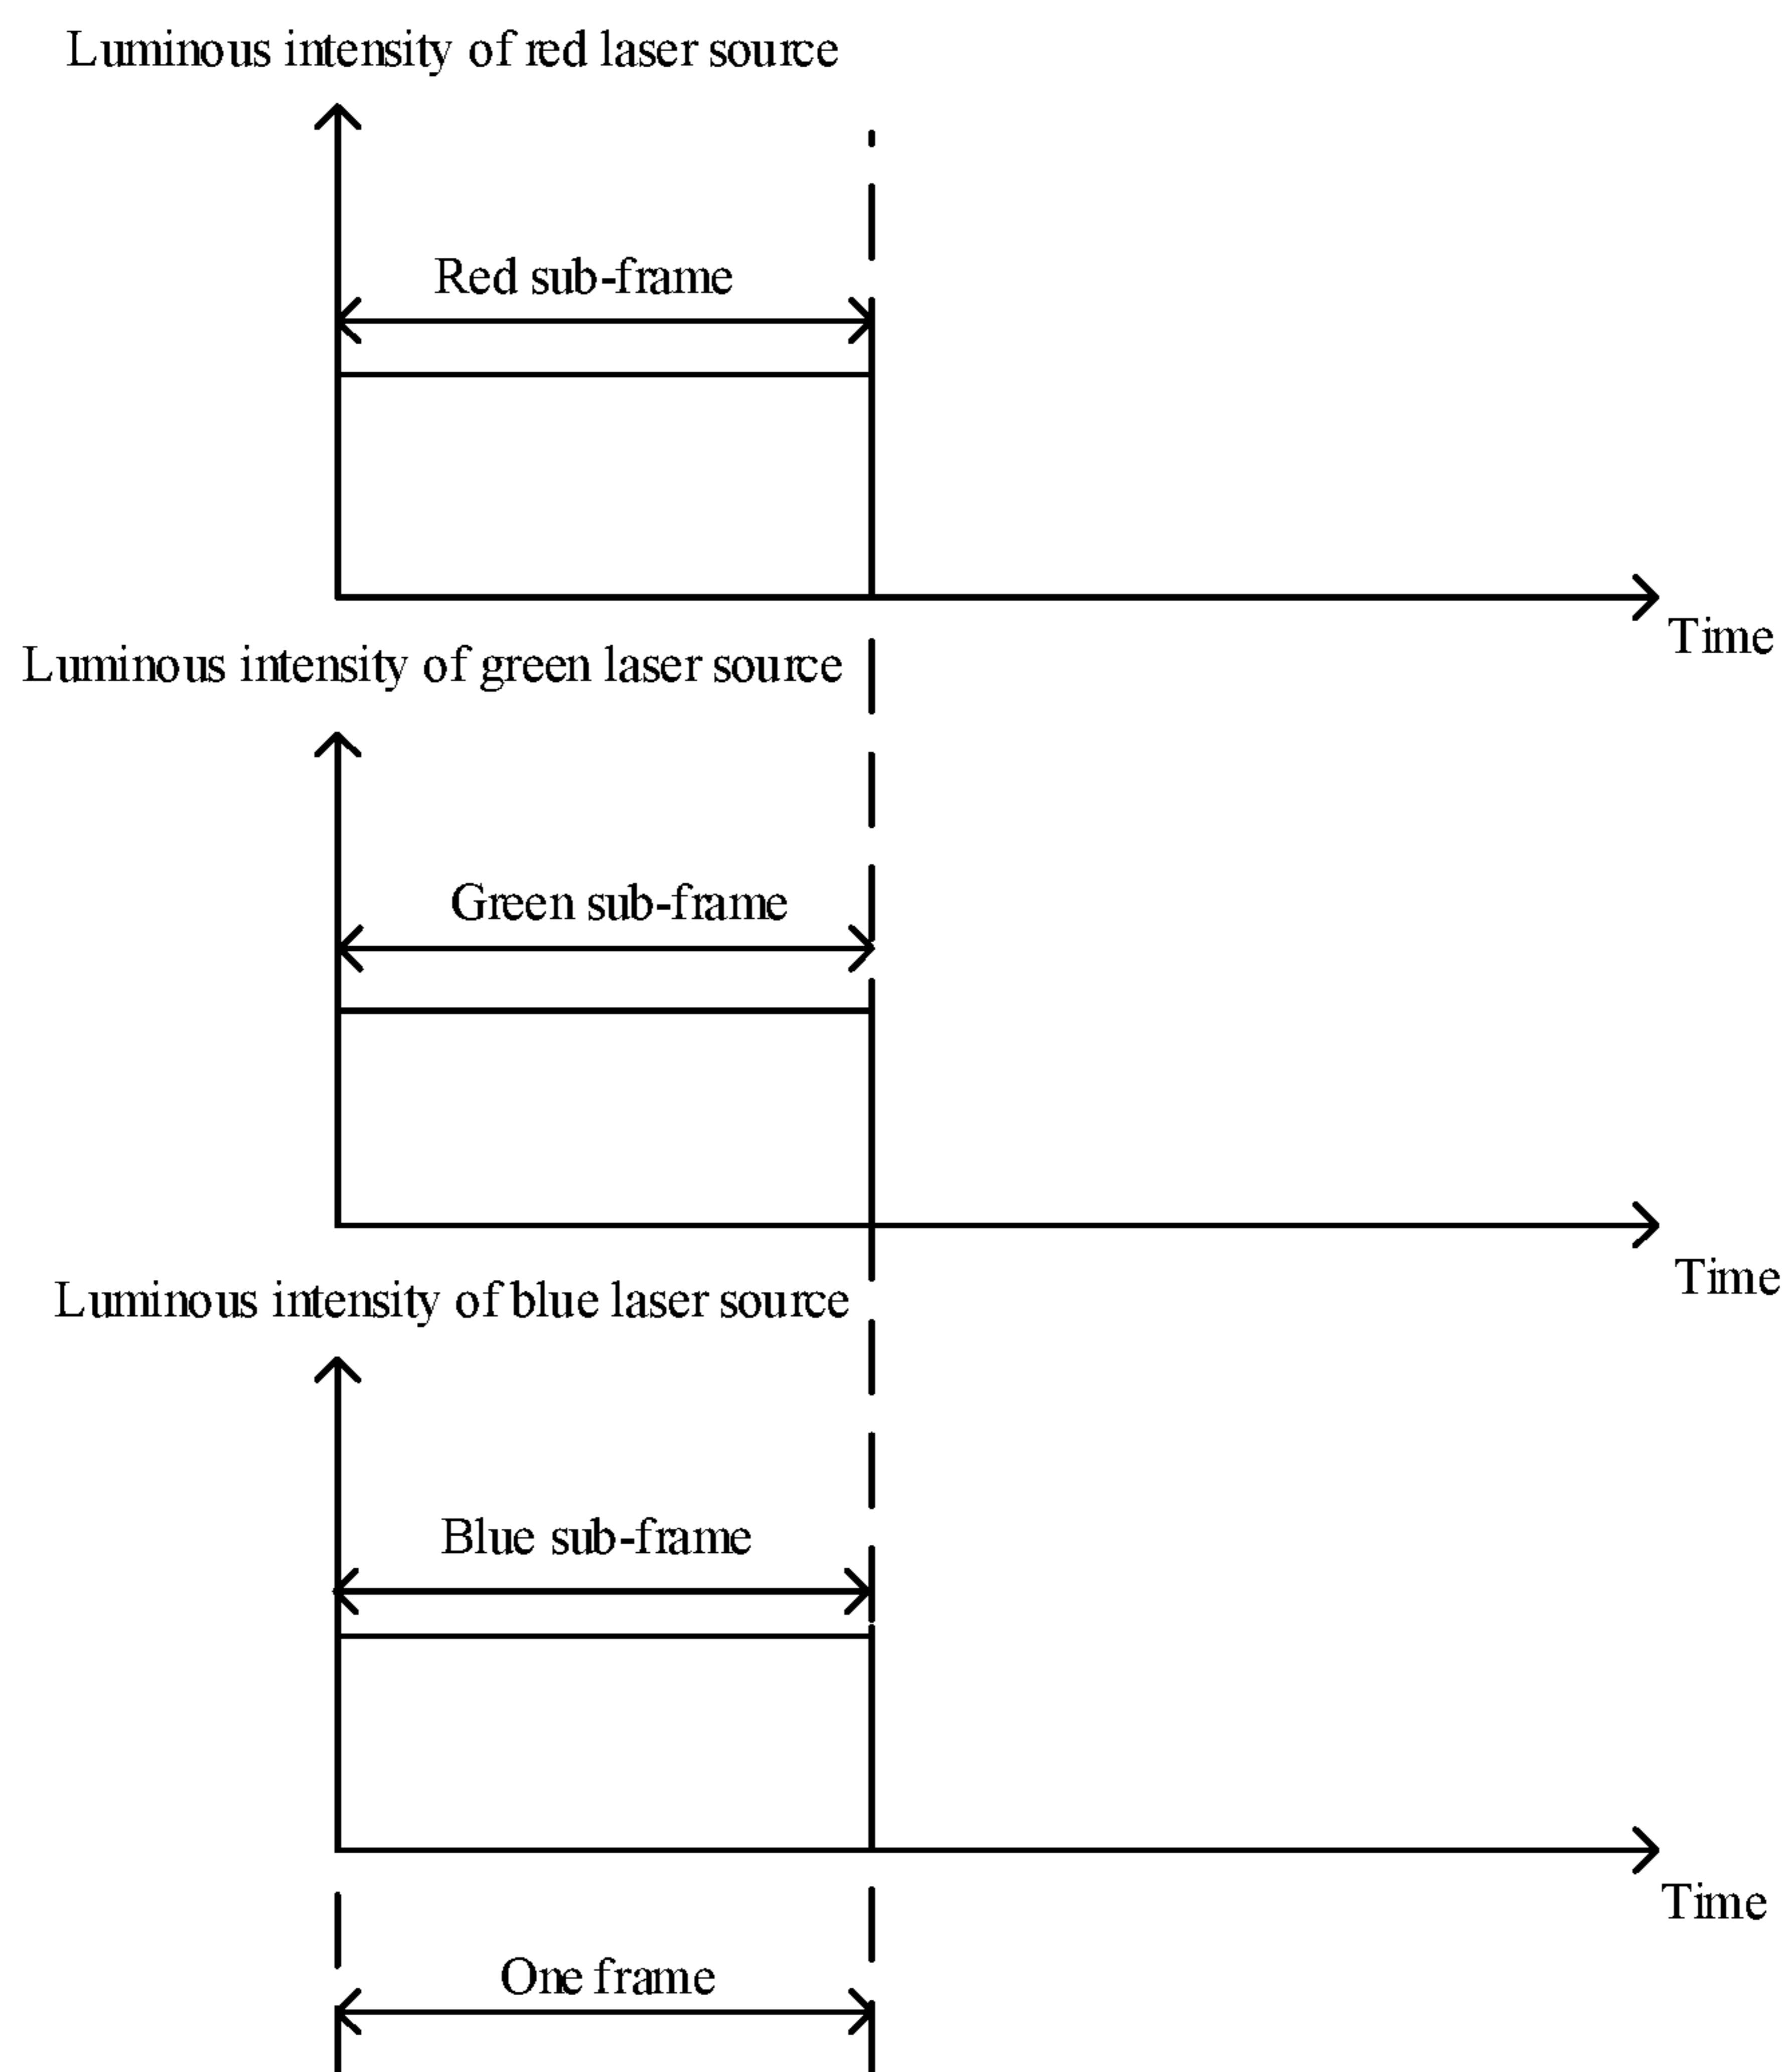 Luminous intensity of red laser source
Red sub-frame
Time
Luminous intensity of green laser source
Green sub-frame
Time
Luminous intensity of blue laser source
Blue sub-frame
Time
One frame